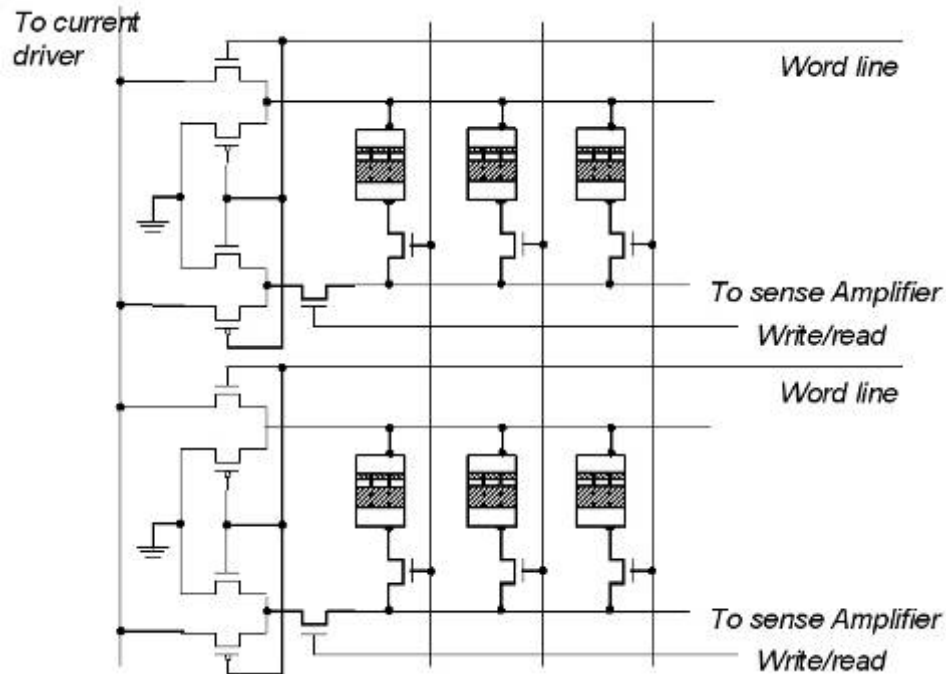 To current
driver
Word line
To sense Amplifier
Write/read
Word line
To sense Amplifier
Write/read